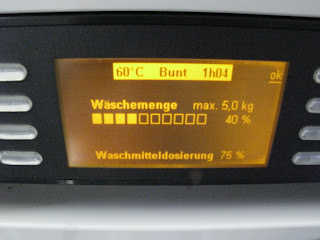 60°C Bunt 1h04
ok
Wäschemenge max. 5,0 kg
40 %
Waschmitteldosierung 75 %